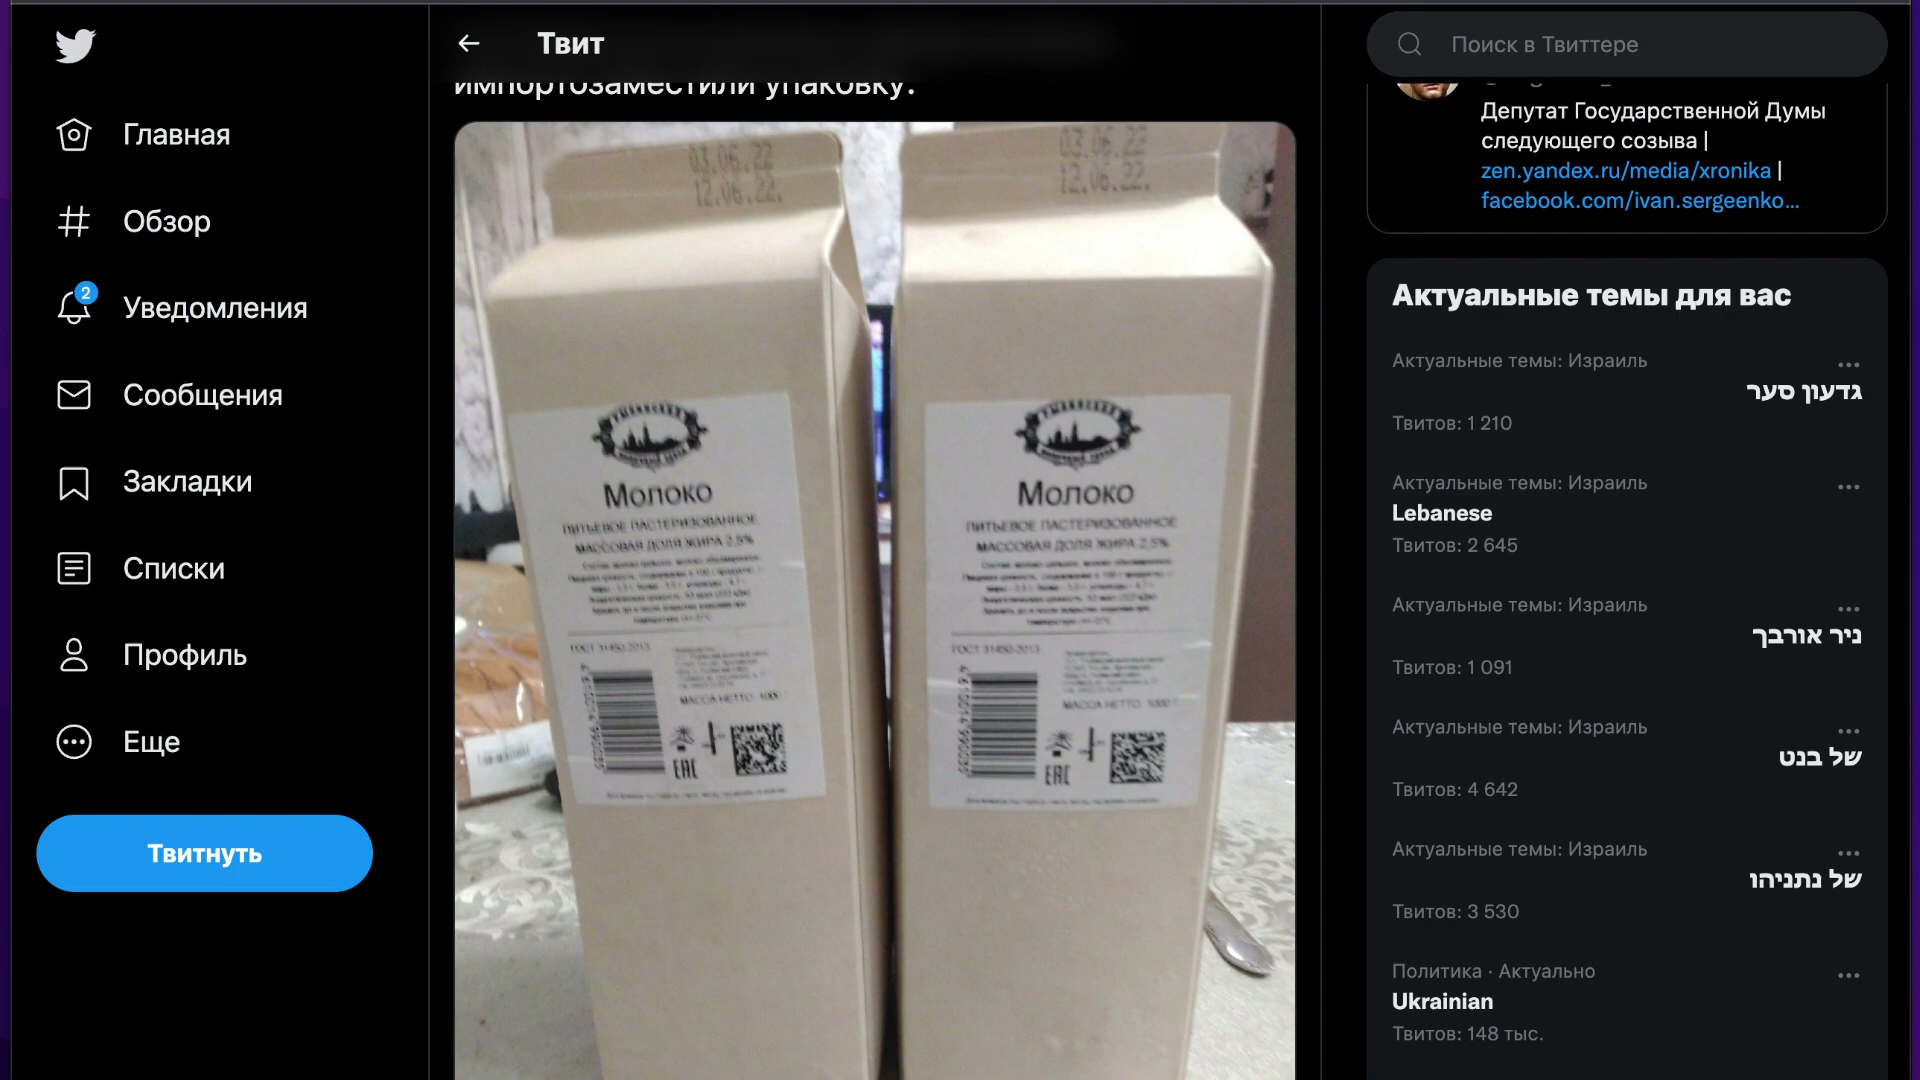 Твит
импортозаместили упаковку.
Главная
Обзор
2
Уведомления
Сообщения
Закладки
Списки
Профиль
Еще
Твитнуть
03.06.22
12.06.22.
Молоко
ПИТЬЕВОЕ ПАСТЕРИЗОВАННОЕ
МАССОВАЯ ДОЛЯ ЖИРА 2,5%
ГОСТ 31450-2013
МАССА НЕТТО: 1000 г
EAC
03.06.22
12.06.22.
Молоко
ПИТЬЕВОЕ ПАСТЕРИЗОВАННОЕ
МАССОВАЯ ДОЛЯ ЖИРА 2,5%
ГОСТ 31450-2013
МАССА НЕТТО: 1000 г
EAC
Поиск в Твиттере
Депутат Государственной Думы
следующего созыва |
zen.yandex.ru/media/xronika |
facebook.com/ivan.sergeenko…
Актуальные темы для вас
Актуальные темы: Израиль
גדעון סער
Твитов: 1 210
Актуальные темы: Израиль
Lebanese
Твитов: 2 645
Актуальные темы: Израиль
ניר אורבך
Твитов: 1 091
Актуальные темы: Израиль
של בנט
Твитов: 4 642
Актуальные темы: Израиль
של נתניהו
Твитов: 3 530
Политика · Актуально
Ukrainian
Твитов: 148 тыс.